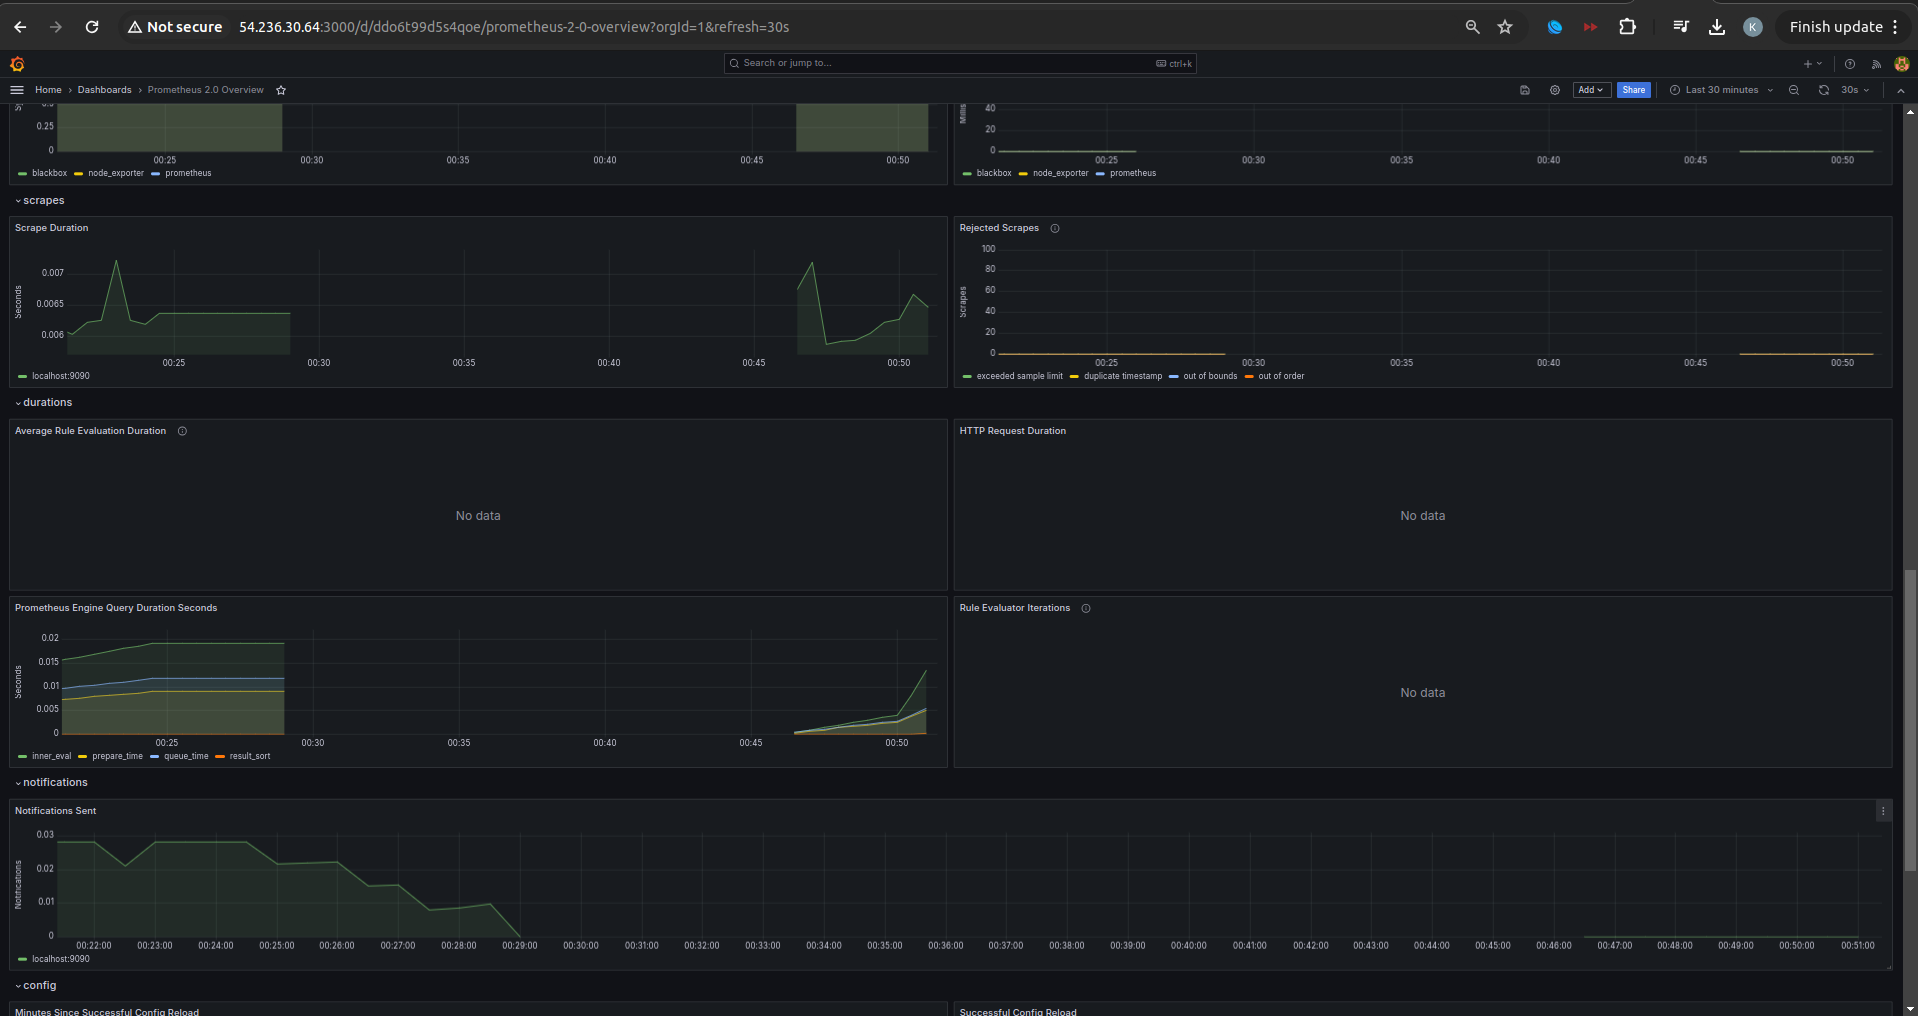 Not secure 54.236.30.64:3000/d/ddo6t99d5s4qoe/prometheus-2-0-overview?orgId=1&refresh=30s K Finish update
Search or jump to... ctrl+k
Home > Dashboards > Prometheus 2.0 Overview Add Share Last 30 minutes 30s
0.25
0
00:25 00:30 00:35 00:40 00:45 00:50
blackbox node_exporter prometheus
40
20
0
00:25 00:30 00:35 00:40 00:45 00:50
blackbox node_exporter prometheus
scrapes
Scrape Duration
Seconds
0.007
0.0065
0.006
00:25 00:30 00:35 00:40 00:45 00:50
localhost:9090
Rejected Scrapes
Scrapes
100
80
60
40
20
0
00:25 00:30 00:35 00:40 00:45 00:50
exceeded sample limit duplicate timestamp out of bounds out of order
durations
Average Rule Evaluation Duration
No data
HTTP Request Duration
No data
Prometheus Engine Query Duration Seconds
Seconds
0.02
0.015
0.01
0.005
0
00:25 00:30 00:35 00:40 00:45 00:50
inner_eval prepare_time queue_time result_sort
Rule Evaluator Iterations
No data
notifications
Notifications Sent
Notifications
0.03
0.02
0.01
0
00:22:00 00:23:00 00:24:00 00:25:00 00:26:00 00:27:00 00:28:00 00:29:00 00:30:00 00:31:00 00:32:00 00:33:00 00:34:00 00:35:00 00:36:00 00:37:00 00:38:00 00:39:00 00:40:00 00:41:00 00:42:00 00:43:00 00:44:00 00:45:00 00:46:00 00:47:00 00:48:00 00:49:00 00:50:00 00:51:00
localhost:9090
config
Minutes Since Successful Config Reload
Successful Config Reload